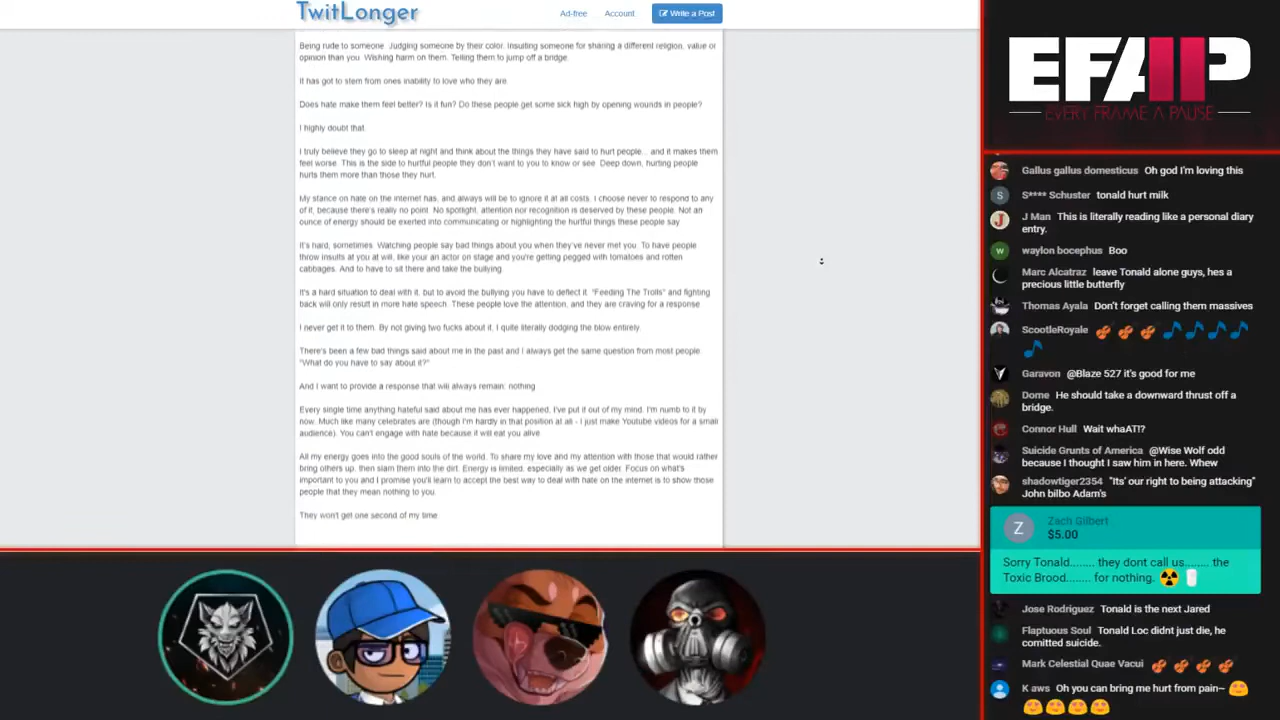 TwitLonger
Ad-free Account Write a Post
Being rude to someone. Judging someone by their color. Insulting someone for sharing a different religion, value or
opinion than you. Wishing harm on them. Telling them to jump off a bridge.
It has got to stem from ones inability to love who they are.
Does hate make them feel better? Is it fun? Do these people get some sick high by opening wounds in people?
I highly doubt that.
I truly believe they go to sleep at night and think about the things they have said to hurt people... and it makes them
feel worse. This is the side to hurtful people they don't want to you to know or see. Deep down, hurting people
hurts them more than those they hurt.
My stance on hate on the internet has, and always will be to ignore it at all costs. I choose never to respond to any
of it, because there's really no point. No spotlight, attention nor recognition is deserved by these people. Not an
ounce of energy should be exerted into communicating or highlighting the hurtful things these people say
It's hard, sometimes. Watching people say bad things about you when they've never met you. To have people
throw insults at you at will, like your an actor on stage and you're getting pegged with tomatoes and rotten
cabbages. And to have to sit there and take the bullying.
It's a hard situation to deal with it, but to avoid the bullying you have to deflect it. "Feeding The Trolls" and fighting
back will only result in more hate speech. These people love the attention, and they are craving for a response
I never get it to them. By not giving two fucks about it, I quite literally dodging the blow entirely.
There's been a few bad things said about me in the past and I always get the same question from most people.
"What do you have to say about it?"
And I want to provide a response that will always remain: nothing
Every single time anything hateful said about me has ever happened, I've put it out of my mind. I'm numb to it by
now. Much like many celebrates are (though I'm hardly in that position at all - I just make Youtube videos for a small
audience). You can't engage with hate because it will eat you alive
All my energy goes into the good souls of the world. To share my love and my attention with those that would rather
bring others up, then slam them into the dirt. Energy is limited, especially as we get older. Focus on what's
important to you and I promise you'll learn to accept the best way to deal with hate on the internet is to show those
people that they mean nothing to you.
They won't get one second of my time
EFAP
EVERY FRAME A PAUSE
Gallus gallus domesticus Oh god I'm loving this
S**** Schuster tonald hurt milk
J Man This is literally reading like a personal diary
entry.
waylon bocephus Boo
Marc Alcatraz leave Tonald alone guys, hes a
precious little butterfly
Thomas Ayala Don't forget calling them massives
ScootleRoyale 🎻🎻🎻🎵🎵🎵🎵
🎵
Garavon @Blaze 527 it's good for me
Dome He should take a downward thrust off a
bridge.
Connor Hull Wait whaAT!?
Suicide Grunts of America @Wise Wolf odd
because I thought I saw him in here. Whew
shadowtiger2354 "Its' our right to being attacking"
John bilbo Adam's
Z Zach Gilbert
$5.00
Sorry Tonald........ they dont call us........ the
Toxic Brood........ for nothing. ☢️🥛
Jose Rodriguez Tonald is the next Jared
Flaptuous Soul Tonald Loc didnt just die, he
comitted suicide.
Mark Celestial Quae Vacui 🎻🎻🎻🎻
K aws Oh you can bring me hurt from pain~ 😍
😍😍😍😍